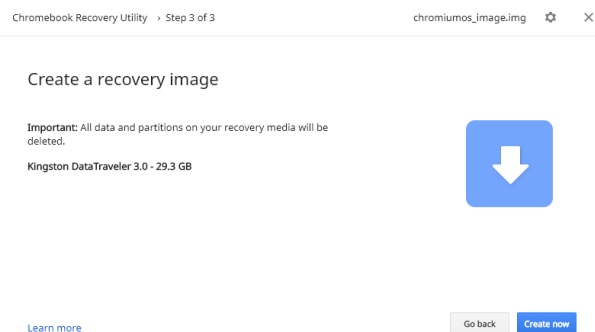 Chromebook Recovery Utility › Step 3 of 3 chromiumos_image.img
Create a recovery image
Important: All data and partitions on your recovery media will be
deleted.
Kingston DataTraveler 3.0 - 29.3 GB
Learn more
Go back Create now